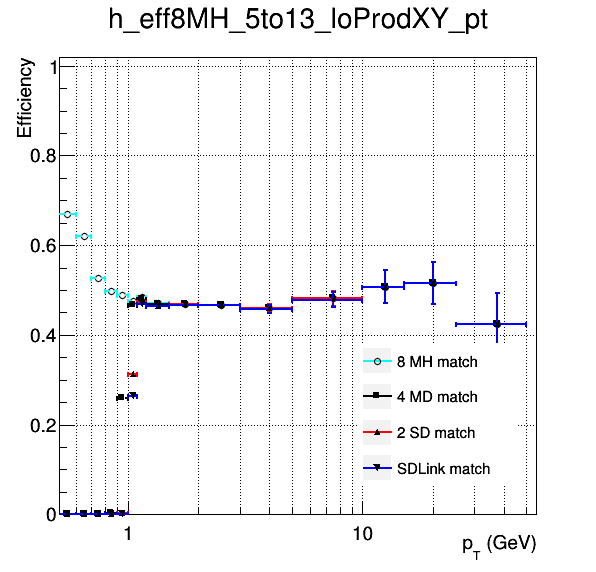 h_eff8MH_5to13_loProdXY_pt
Efficiency
1
0.8
0.6
0.4
0.2
0
8 MH match
4 MD match
2 SD match
SDLink match
1
10
p_T (GeV)